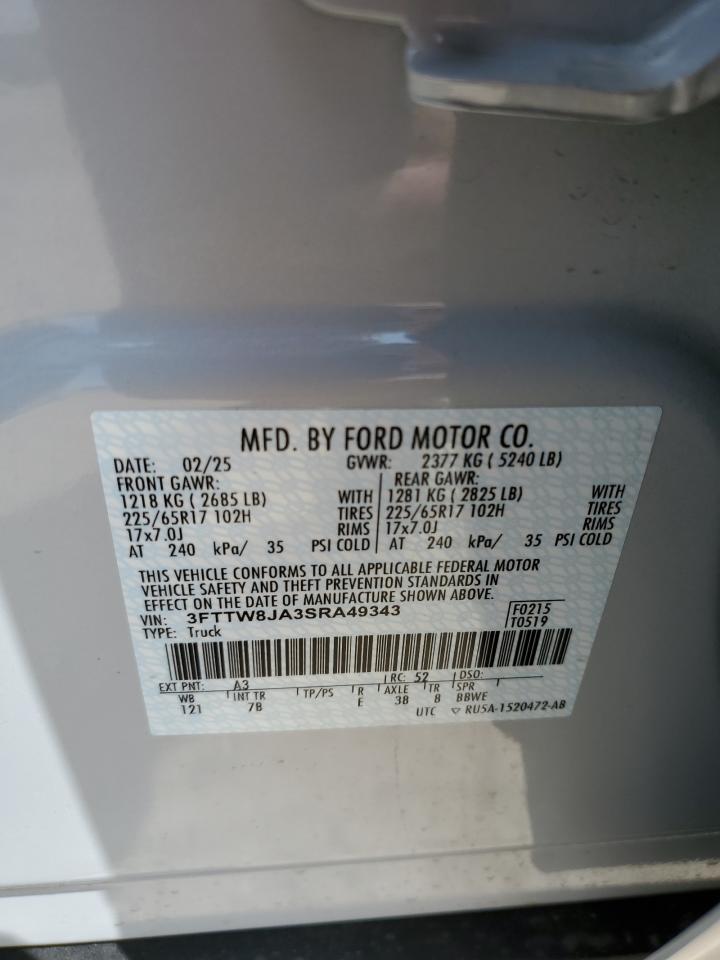 MFD. BY FORD MOTOR CO.
DATE: 02/25 GVWR: 2377 KG ( 5240 LB)
FRONT GAWR: REAR GAWR:
1218 KG ( 2685 LB) WITH 1281 KG ( 2825 LB) WITH
225/65R17 102H TIRES 225/65R17 102H TIRES
17x7.0J RIMS 17x7.0J RIMS
AT 240 kPa/ 35 PSI COLD AT 240 kPa/ 35 PSI COLD
THIS VEHICLE CONFORMS TO ALL APPLICABLE FEDERAL MOTOR
VEHICLE SAFETY AND THEFT PREVENTION STANDARDS IN
EFFECT ON THE DATE OF MANUFACTURE SHOWN ABOVE.
VIN: 3FTTW8JA3SRA49343 F0215
TYPE: Truck T0519
EXT PNT: A3 RC: 52 DSO:
WB INT TR TP/PS R AXLE TR SPR
121 7B E 3B 8 BBWE
UTC ▽ RU5A-1520472-AB